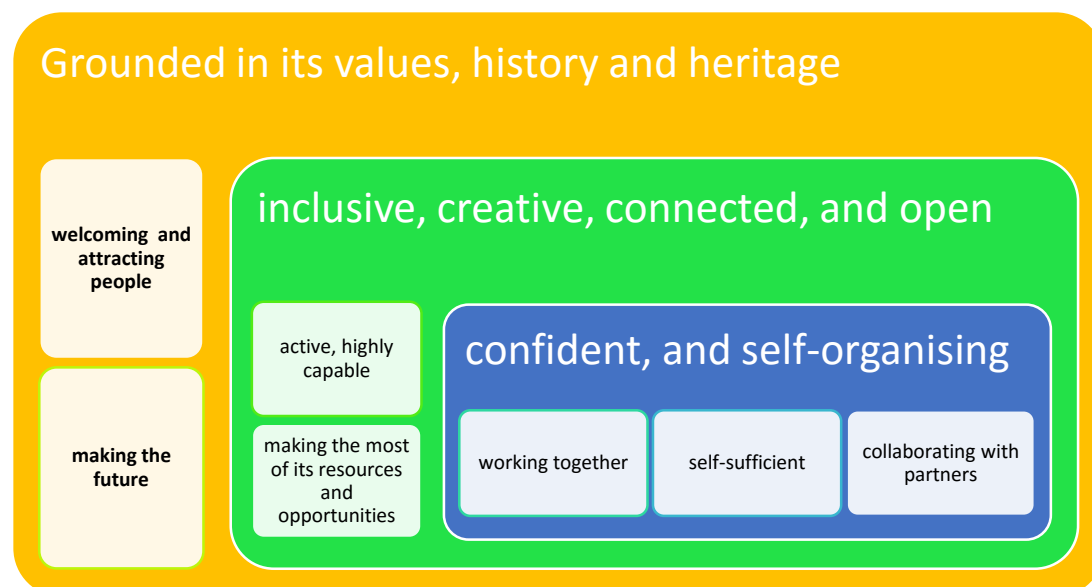 Grounded in its values, history and heritage
welcoming and
attracting
people
making the
future
inclusive, creative, connected, and open
active, highly
capable
making the most
of its resources
and
opportunities
confident, and self-organising
working together
self-sufficient
collaborating with
partners